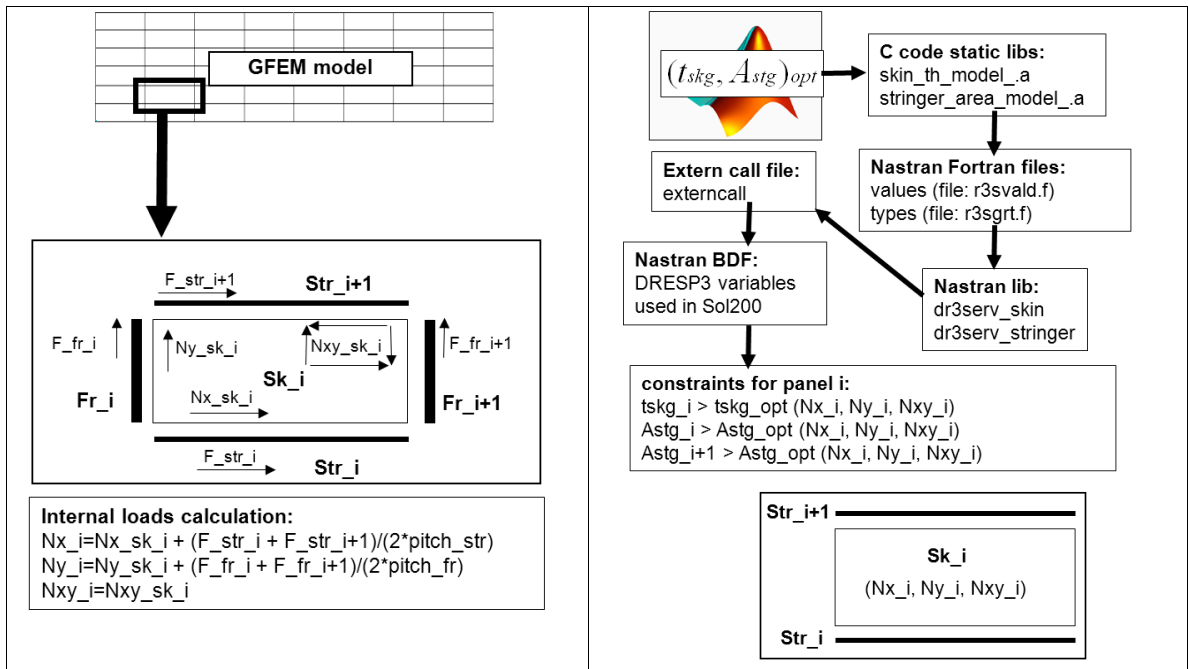 GFEM model
F_str_i+1
Str_i+1
F_fr_i
Ny_sk_i
Nxy_sk_i
F_fr_i+1
Sk_i
Fr_i
Nx_sk_i
Fr_i+1
F_str_i
Str_i
Internal loads calculation:
Nx_i=Nx_sk_i + (F_str_i + F_str_i+1)/(2*pitch_str)
Ny_i=Ny_sk_i + (F_fr_i + F_fr_i+1)/(2*pitch_fr)
Nxy_i=Nxy_sk_i
(tskg, Astg)opt
C code static libs:
skin_th_model_.a
stringer_area_model_.a
Nastran Fortran files:
values (file: r3svald.f)
types (file: r3sgrt.f)
Nastran lib:
dr3serv_skin
dr3serv_stringer
Extern call file:
externcall
Nastran BDF:
DRESP3 variables
used in Sol200
constraints for panel i:
tskg_i > tskg_opt (Nx_i, Ny_i, Nxy_i)
Astg_i > Astg_opt (Nx_i, Ny_i, Nxy_i)
Astg_i+1 > Astg_opt (Nx_i, Ny_i, Nxy_i)
Str_i+1
Sk_i
(Nx_i, Ny_i, Nxy_i)
Str_i